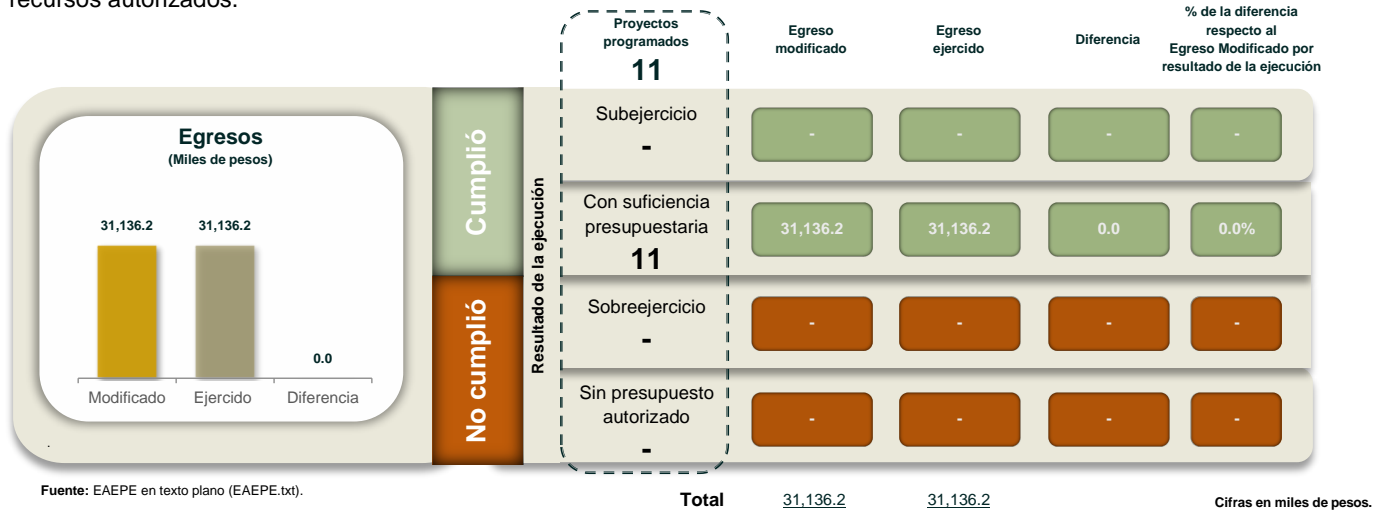 recursos autorizados.
Proyectos
programados
11
Egreso
modificado
Egreso
ejercido
Diferencia
% de la diferencia
respecto al
Egreso Modificado por
resultado de la ejecución
Egresos
(Miles de pesos)
31,136.2
31,136.2
0.0
Modificado
Ejercido
Diferencia
.
Cumplió
No cumplió
Resultado de la ejecución
Subejercicio
-
-
-
-
-
Con suficiencia
presupuestaria
11
31,136.2
31,136.2
0.0
0.0%
Sobreejercicio
-
-
-
-
-
Sin presupuesto
autorizado
-
-
-
-
-
Fuente: EAEPE en texto plano (EAEPE.txt).
Total
31,136.2
31,136.2
Cifras en miles de pesos.